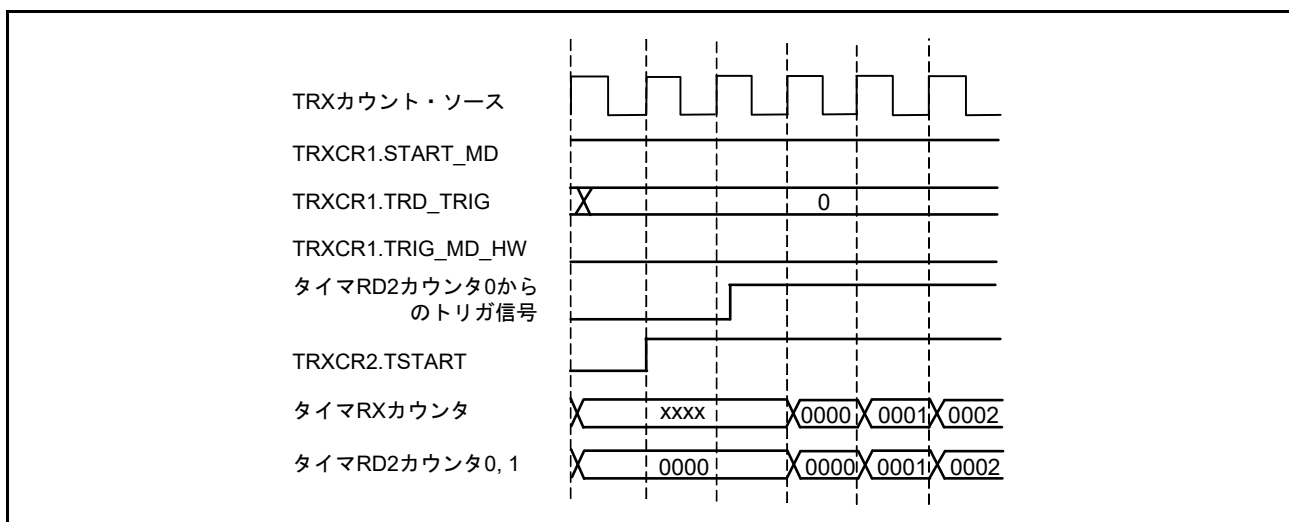 TRXカウント・ソース
TRXCR1.START_MD
TRXCR1.TRD_TRIG
0
TRXCR1.TRIG_MD_HW
タイマRD2カウンタ0から
のトリガ信号
TRXCR2.TSTART
タイマRXカウンタ
xxxx 0000 0001 0002
タイマRD2カウンタ0, 1
0000 0000 0001 0002